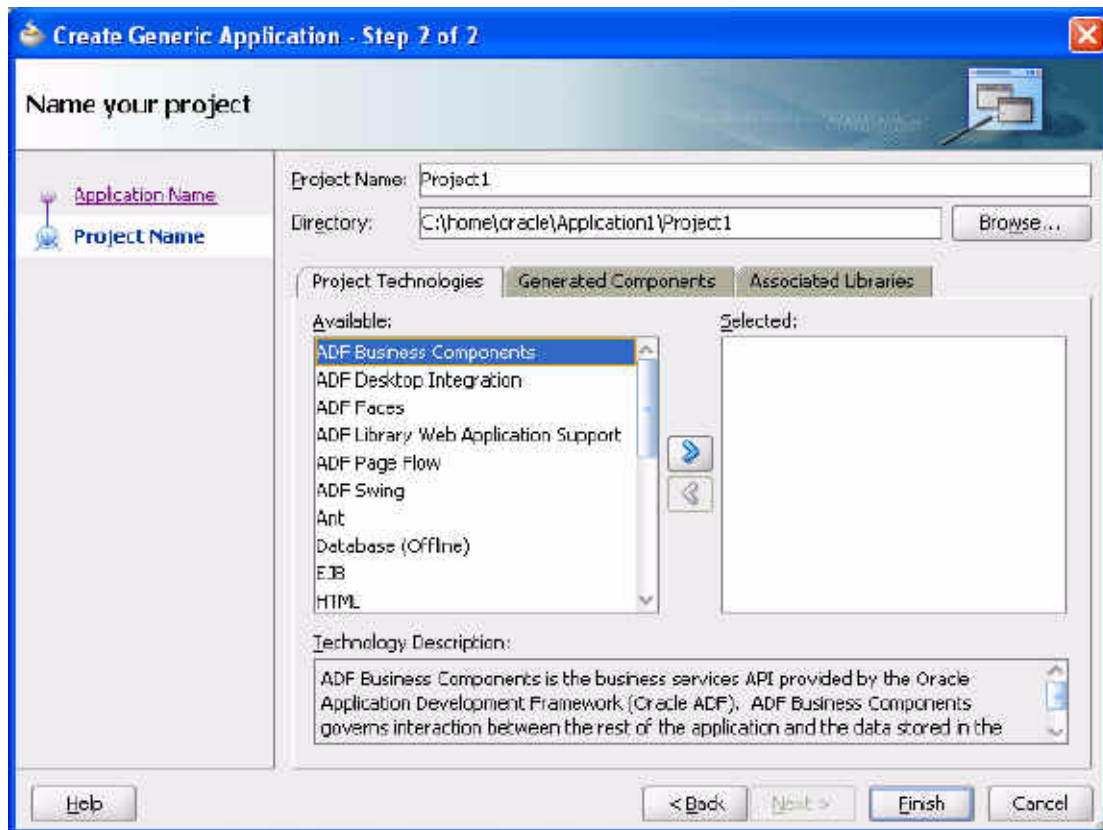 Create Generic Application - Step 2 of 2
Name your project
Application Name
Project Name
Project Name: Project1
Directory: C:\home\oracle\Application1\Project1 Browse...
Project Technologies Generated Components Associated Libraries
Available: Selected:
ADF Business Components
ADF Desktop Integration
ADF Faces
ADF Library Web Application Support
ADF Page Flow
ADF Swing
Ant
Database (Offline)
EJB
HTML
Technology Description:
ADF Business Components is the business services API provided by the Oracle
Application Development Framework (Oracle ADF). ADF Business Components
governs interaction between the rest of the application and the data stored in the
Help < Back Next > Finish Cancel